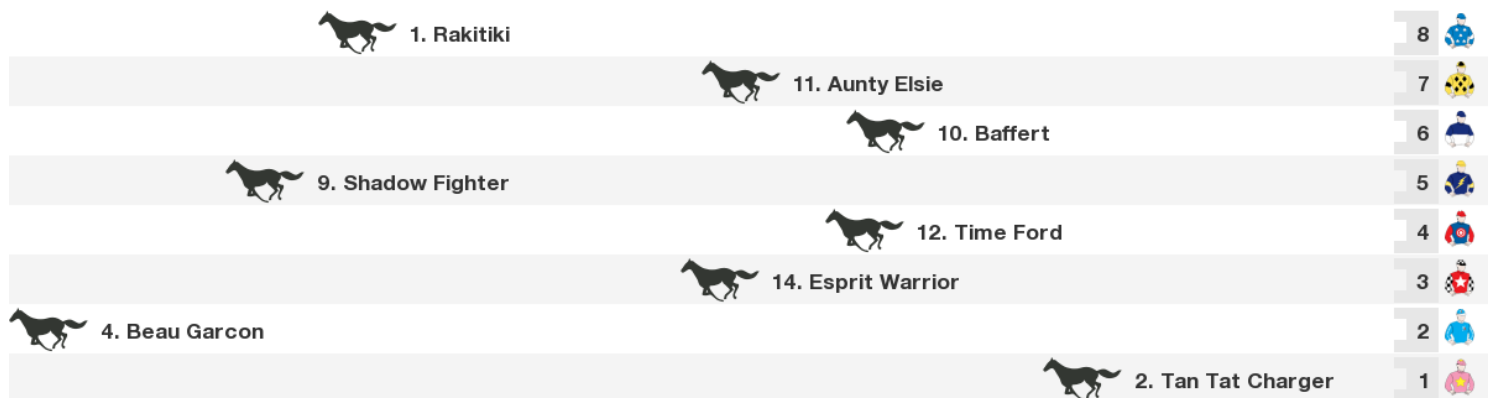 1. Rakitiki 8
11. Aunty Elsie 7
10. Baffert 6
9. Shadow Fighter 5
12. Time Ford 4
14. Esprit Warrior 3
4. Beau Garcon 2
2. Tan Tat Charger 1